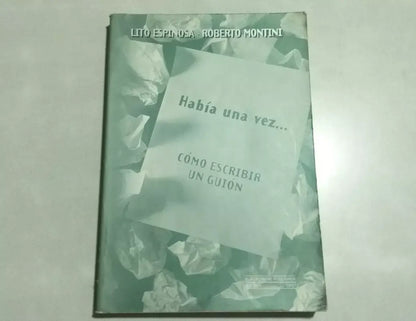 LITO ESPINOSA ROBERTO MONTINI
Había una vez...
CÓMO ESCRIBIR
UN GUIÓN